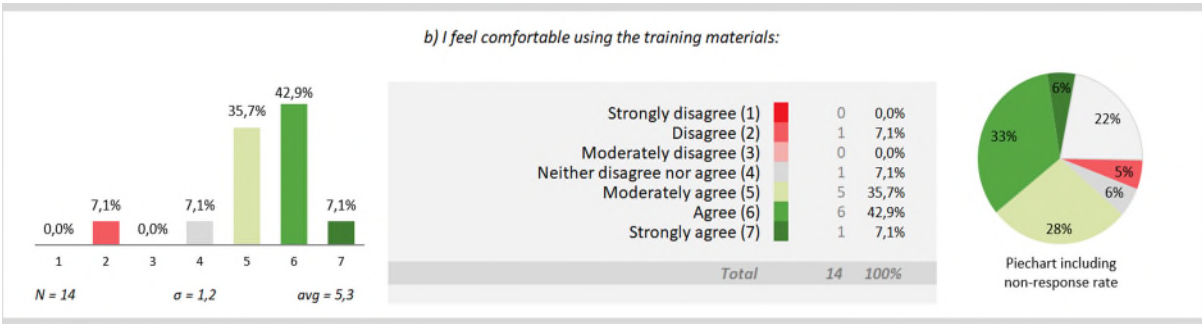 b) I feel comfortable using the training materials:
0,0%
7,1%
0,0%
7,1%
35,7%
42,9%
7,1%
1 2 3 4 5 6 7
N = 14 σ = 1,2 avg = 5,3
Strongly disagree (1) 0 0,0%
Disagree (2) 1 7,1%
Moderately disagree (3) 0 0,0%
Neither disagree nor agree (4) 1 7,1%
Moderately agree (5) 5 35,7%
Agree (6) 6 42,9%
Strongly agree (7) 1 7,1%
Total 14 100%
6%
22%
33%
5%
6%
28%
Piechart including
non-response rate